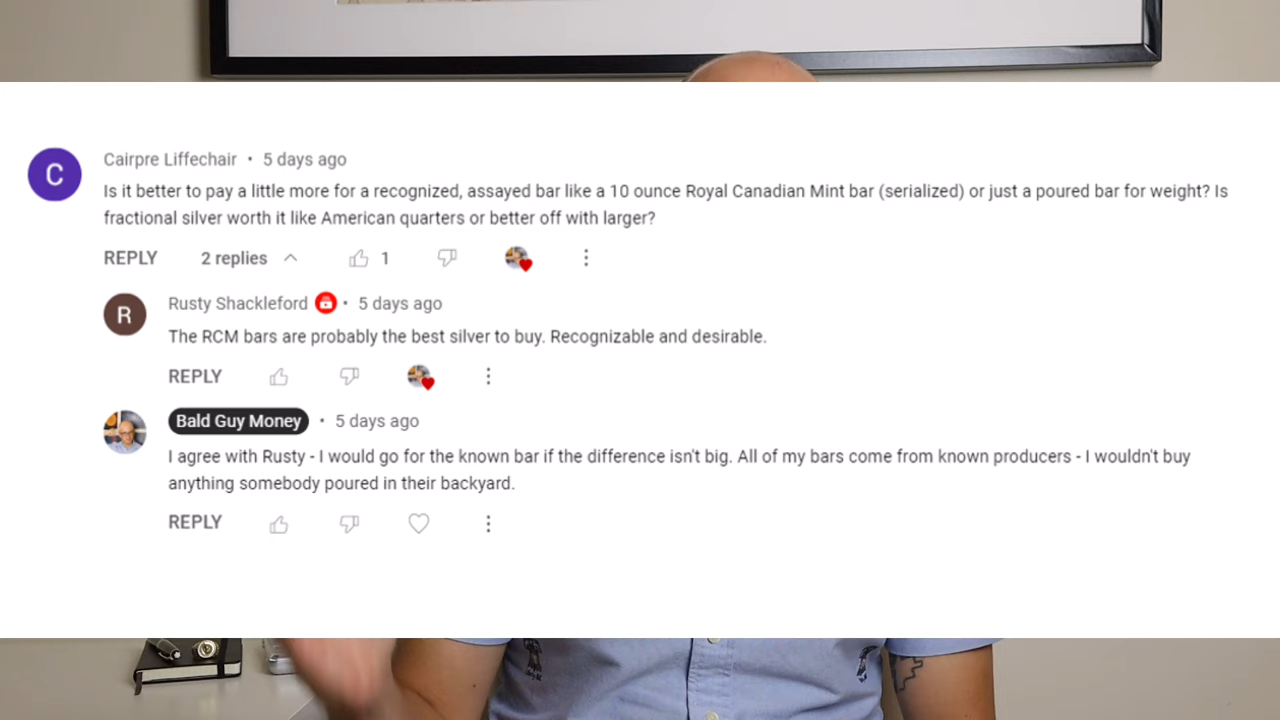 C
Cairpre Liffechair • 5 days ago
Is it better to pay a little more for a recognized, assayed bar like a 10 ounce Royal Canadian Mint bar (serialized) or just a poured bar for weight? Is
fractional silver worth it like American quarters or better off with larger?
REPLY 2 replies 1
R
Rusty Shackleford • 5 days ago
The RCM bars are probably the best silver to buy. Recognizable and desirable.
REPLY
Bald Guy Money • 5 days ago
I agree with Rusty - I would go for the known bar if the difference isn't big. All of my bars come from known producers - I wouldn't buy
anything somebody poured in their backyard.
REPLY